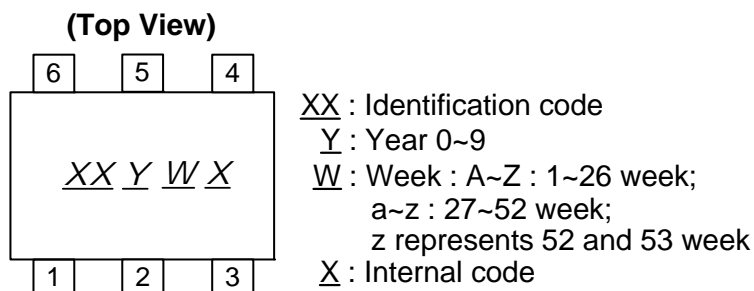 (Top View)
6 5 4
XX Y W X
1 2 3
XX : Identification code
Y : Year 0~9
W : Week : A~Z : 1~26 week;
a~z : 27~52 week;
z represents 52 and 53 week
X : Internal code